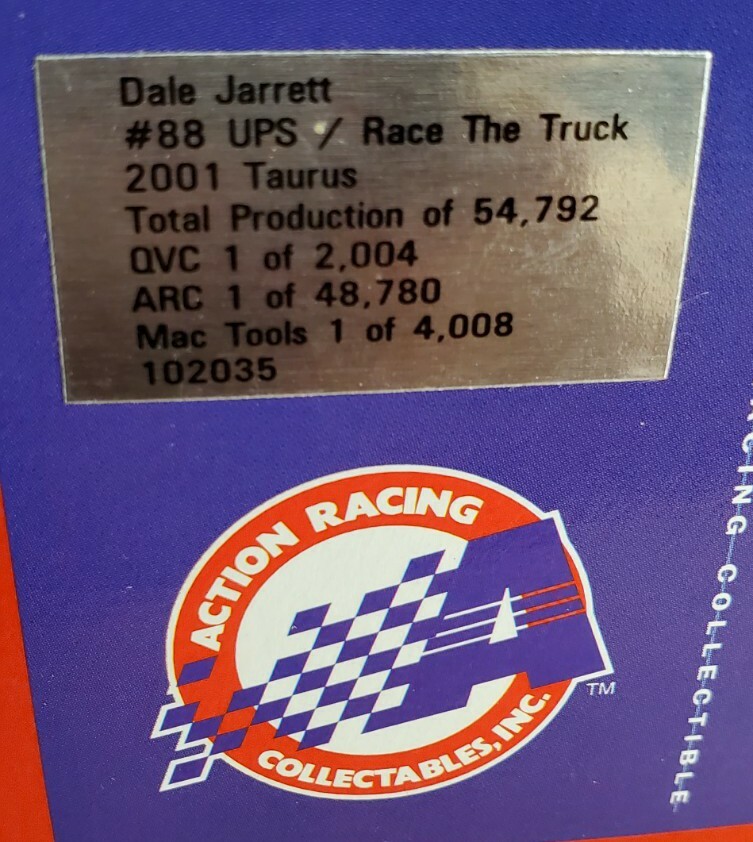 Dale Jarrett
#88 UPS / Race The Truck
2001 Taurus
Total Production of 54,792
QVC 1 of 2,004
ARC 1 of 48,780
Mac Tools 1 of 4,008
102035
ACTION RACING
COLLECTABLES, INC.
TM
COLLECTIBLE